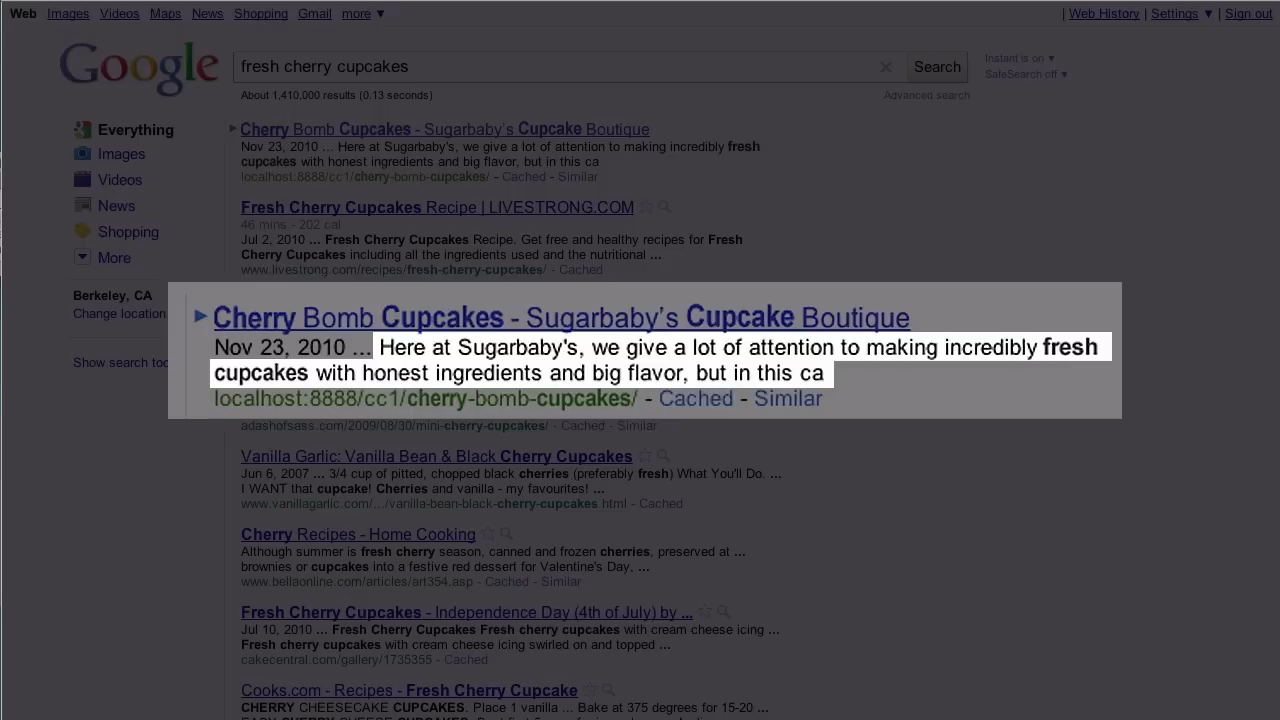 Web Images Videos Maps News Shopping Gmail more ▼
| Web History | Settings ▼ | Sign out
Google
fresh cherry cupcakes
Search
Instant is on ▼
SafeSearch off ▼
About 1,410,000 results (0.13 seconds)
Advanced search
Everything
Images
Videos
News
Shopping
More
Berkeley, CA
Change location
Show search too
Cherry Bomb Cupcakes - Sugarbaby's Cupcake Boutique
Nov 23, 2010 ... Here at Sugarbaby's, we give a lot of attention to making incredibly fresh
cupcakes with honest ingredients and big flavor, but in this ca
localhost:8888/cc1/cherry-bomb-cupcakes/ - Cached - Similar
Fresh Cherry Cupcakes Recipe | LIVESTRONG.COM
46 mins - 202 cal
Jul 2, 2010 ... Fresh Cherry Cupcakes Recipe. Get free and healthy recipes for Fresh
Cherry Cupcakes including all the ingredients used and the nutritional ...
www.livestrong.com/recipes/fresh-cherry-cupcakes/ - Cached
Cherry Bomb Cupcakes - Sugarbaby's Cupcake Boutique
Nov 23, 2010 ... Here at Sugarbaby's, we give a lot of attention to making incredibly fresh
cupcakes with honest ingredients and big flavor, but in this ca
localhost:8888/cc1/cherry-bomb-cupcakes/ - Cached - Similar
adashofsass.com/2009/08/30/mini-cherry-cupcakes/ - Cached - Similar
Vanilla Garlic: Vanilla Bean & Black Cherry Cupcakes
Jun 6, 2007 ... 3/4 cup of pitted, chopped black cherries (preferably fresh) What You'll Do. ...
I WANT that cupcake! Cherries and vanilla - my favourites! ...
www.vanillagarlic.com/.../vanilla-bean-black-cherry-cupcakes.html - Cached
Cherry Recipes - Home Cooking
Although summer is fresh cherry season, canned and frozen cherries, preserved at ...
brownies or cupcakes into a festive red dessert for Valentine's Day, ...
www.bellaonline.com/articles/art354.asp - Cached - Similar
Fresh Cherry Cupcakes - Independence Day (4th of July) by ...
Jul 10, 2010 ... Fresh Cherry Cupcakes Fresh cherry cupcakes with cream cheese icing ...
Fresh cherry cupcakes with cream cheese icing swirled on and topped ...
cakecentral.com/gallery/1735355 - Cached
Cooks.com - Recipes - Fresh Cherry Cupcake
CHERRY CHEESECAKE CUPCAKES. Place 1 vanilla ... Bake at 375 degrees for 15-20 ...